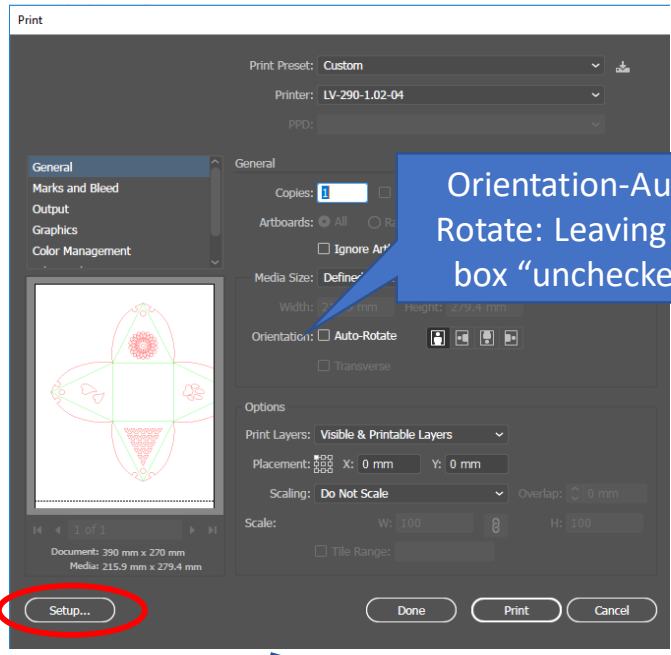 Print
Print Preset: Custom
Printer: LV-290-1.02-04
PPD:
General
Marks and Bleed
Output
Graphics
Color Management
General
Copies: 1
Artboards: All
Ignore
Media Size:
Width: Height: 279.4 mm
Orientation: Auto-Rotate
Transverse
Orientation-Au
Rotate: Leaving
box “unchecke
Options
Print Layers: Visible & Printable Layers
Placement: X: 0 mm Y: 0 mm
Scaling: Do Not Scale Overlap: 0 mm
Scale: W: 100 H: 100
Tile Range:
1 of 1
Document: 390 mm x 270 mm
Media: 215.9 mm x 279.4 mm
Setup... Done Print Cancel